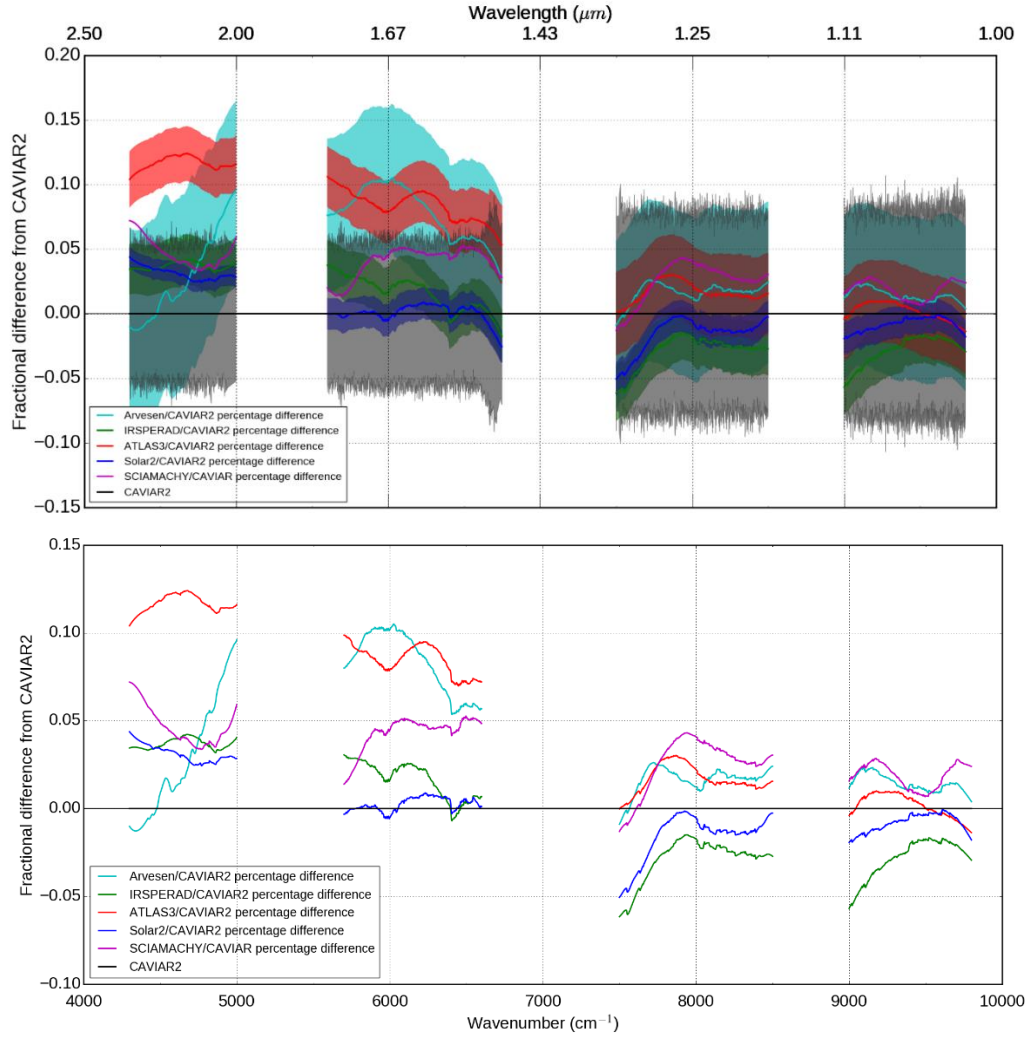 Wavelength (μm)
2.50 2.00 1.67 1.43 1.25 1.11 1.00
Fractional difference from CAVIAR2
0.20
0.15
0.10
0.05
0.00
−0.05
−0.10
−0.15
Arvesen/CAVIAR2 percentage difference
IRSPERAD/CAVIAR2 percentage difference
ATLAS3/CAVIAR2 percentage difference
Solar2/CAVIAR2 percentage difference
SCIAMACHY/CAVIAR percentage difference
CAVIAR2
Fractional difference from CAVIAR2
0.15
0.10
0.05
0.00
−0.05
−0.10
Arvesen/CAVIAR2 percentage difference
IRSPERAD/CAVIAR2 percentage difference
ATLAS3/CAVIAR2 percentage difference
Solar2/CAVIAR2 percentage difference
SCIAMACHY/CAVIAR percentage difference
CAVIAR2
4000 5000 6000 7000 8000 9000 10000
Wavenumber (cm⁻¹)